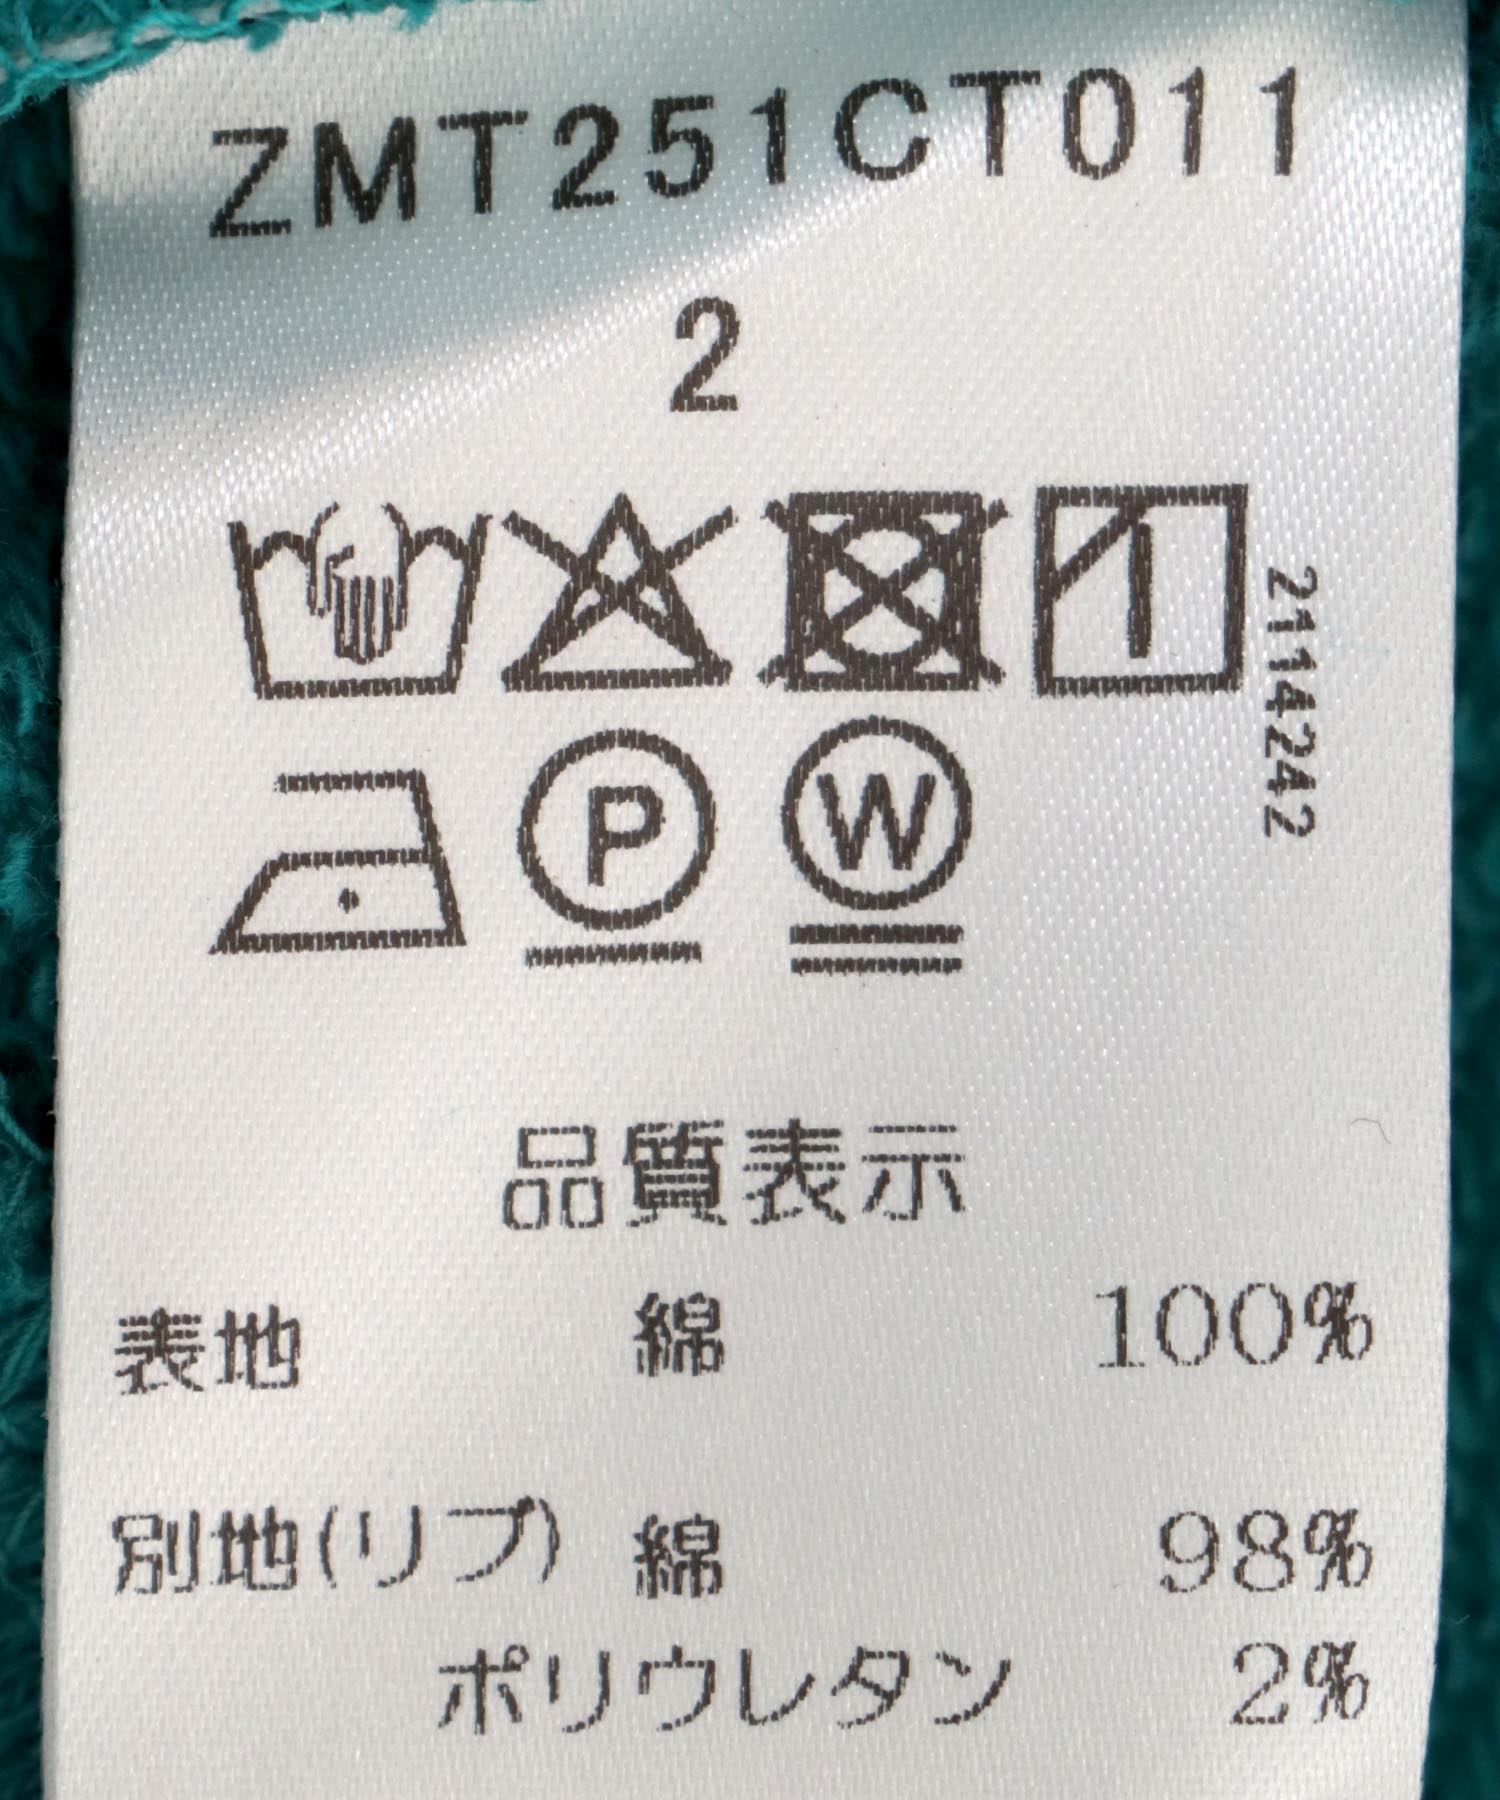 ZMT251CT011
2
2114242
P W
品質表示
表地 綿 100%
別地(リブ) 綿 98%
ポリウレタン 2%